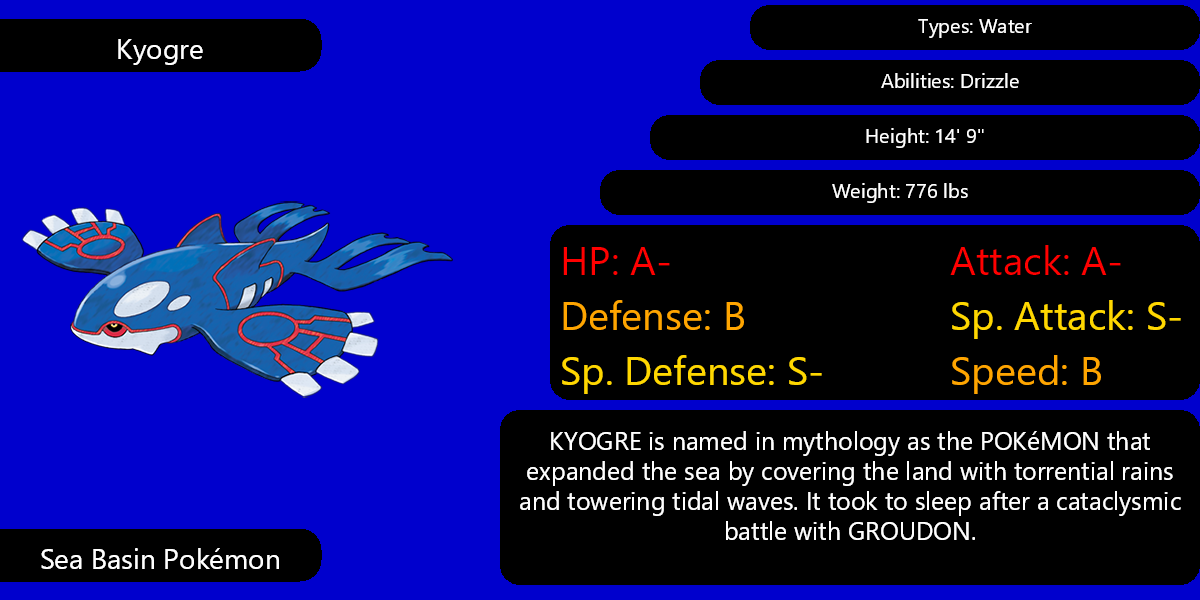 Kyogre
Types: Water
Abilities: Drizzle
Height: 14' 9"
Weight: 776 lbs
HP: A-
Attack: A-
Defense: B
Sp. Attack: S-
Sp. Defense: S-
Speed: B
KYOGRE is named in mythology as the POKéMON that
expanded the sea by covering the land with torrential rains
and towering tidal waves. It took to sleep after a cataclysmic
battle with GROUDON.
Sea Basin Pokémon